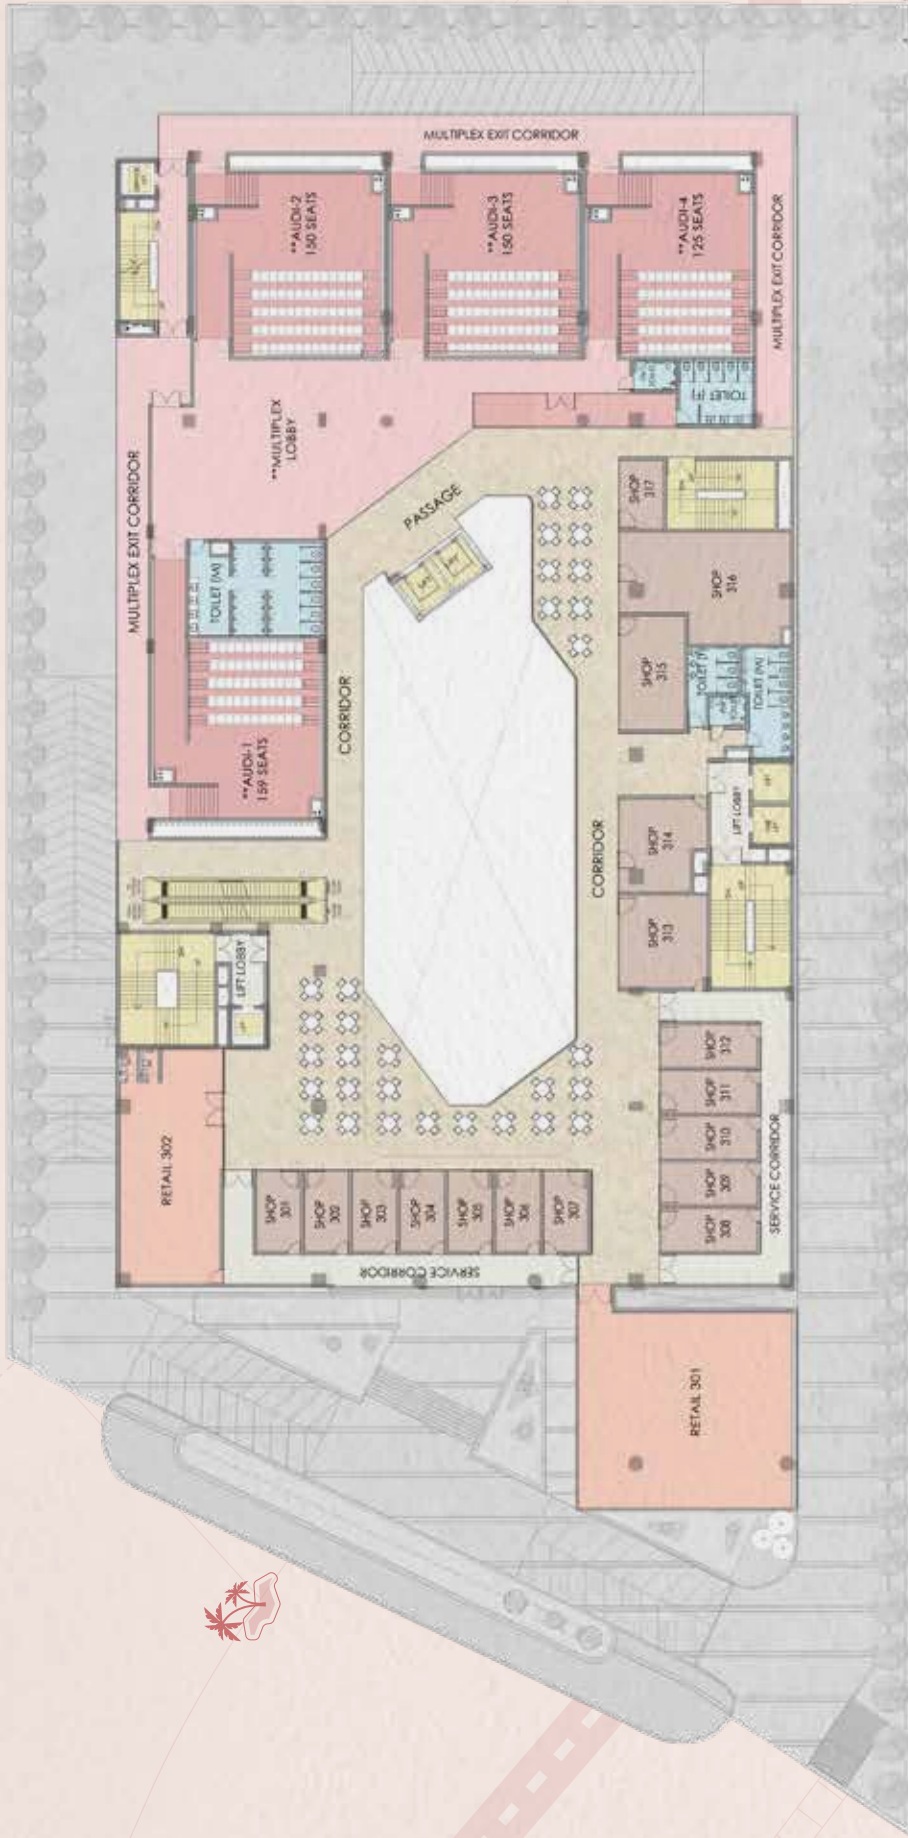 MULTIPLEX EXIT CORRIDOR
**AUDI-2
150 SEATS
**AUDI-3
150 SEATS
**AUDI-4
125 SEATS
MULTIPLEX EXIT CORRIDOR
TOILET (F)
**MULTIPLEX
LOBBY
MULTIPLEX EXIT CORRIDOR
PASSAGE
SHOP
317
TOILET (M)
LIFT
LIFT
SHOP
316
SHOP
315
TOILET (F)
TOILET (M)
CORRIDOR
**AUDI-1
159 SEATS
LIFT LOBBY
LIFT
SHOP
314
CORRIDOR
SHOP
313
LIFT LOBBY
LIFT
SHOP
312
SHOP
311
SHOP
310
SHOP
309
SHOP
308
SERVICE CORRIDOR
RETAIL 302
SHOP
301
SHOP
302
SHOP
303
SHOP
304
SHOP
305
SHOP
306
SHOP
307
SERVICE CORRIDOR
RETAIL 301